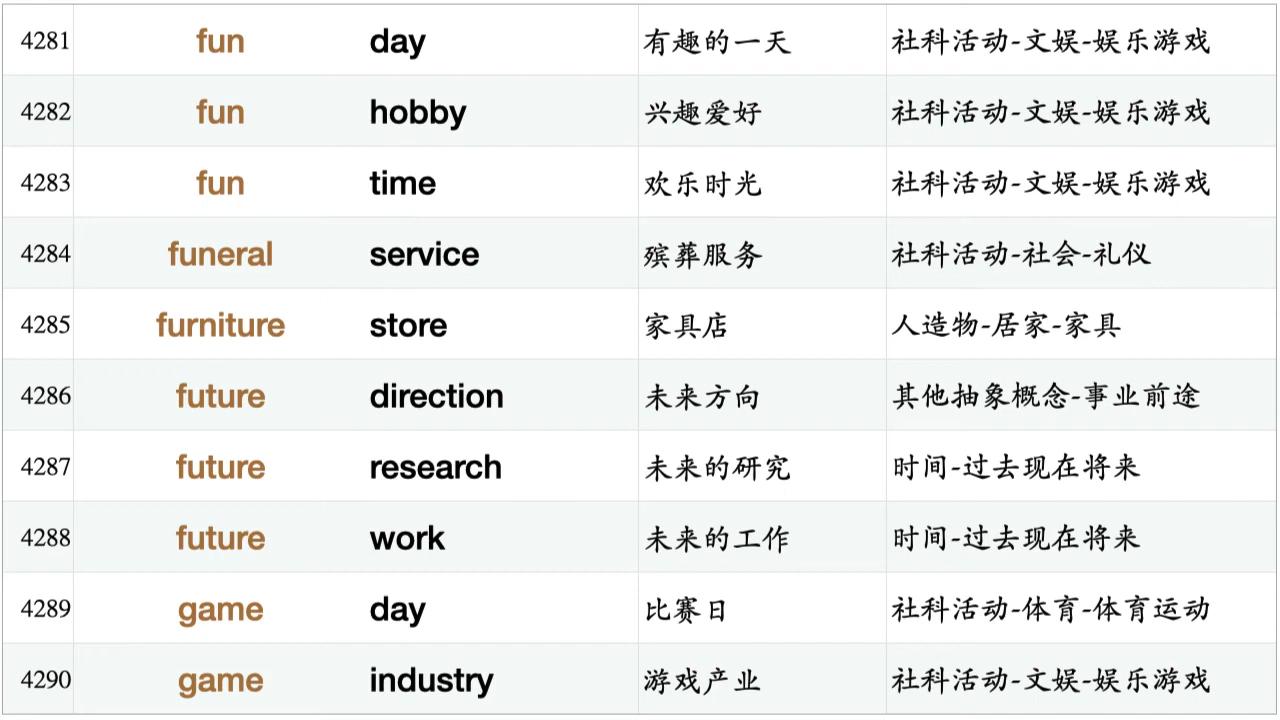 4281 fun day 有趣的一天 社科活动-文娱-娱乐游戏
4282 fun hobby 兴趣爱好 社科活动-文娱-娱乐游戏
4283 fun time 欢乐时光 社科活动-文娱-娱乐游戏
4284 funeral service 殡葬服务 社科活动-社会-礼仪
4285 furniture store 家具店 人造物-居家-家具
4286 future direction 未来方向 其他抽象概念-事业前途
4287 future research 未来的研究 时间-过去现在将来
4288 future work 未来的工作 时间-过去现在将来
4289 game day 比赛日 社科活动-体育-体育运动
4290 game industry 游戏产业 社科活动-文娱-娱乐游戏